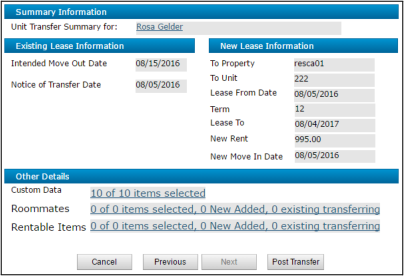 Summary Information
Unit Transfer Summary for: Rosa Gelder
Existing Lease Information
Intended Move Out Date 08/15/2016
Notice of Transfer Date 08/05/2016
New Lease Information
To Property resca01
To Unit 222
Lease From Date 08/05/2016
Term 12
Lease To 08/04/2017
New Rent 995.00
New Move In Date 08/05/2016
Other Details
Custom Data 10 of 10 items selected
Roommates 0 of 0 items selected, 0 New Added, 0 existing transferring
Rentable Items 0 of 0 items selected, 0 New Added, 0 existing transferring
Cancel Previous Next Post Transfer